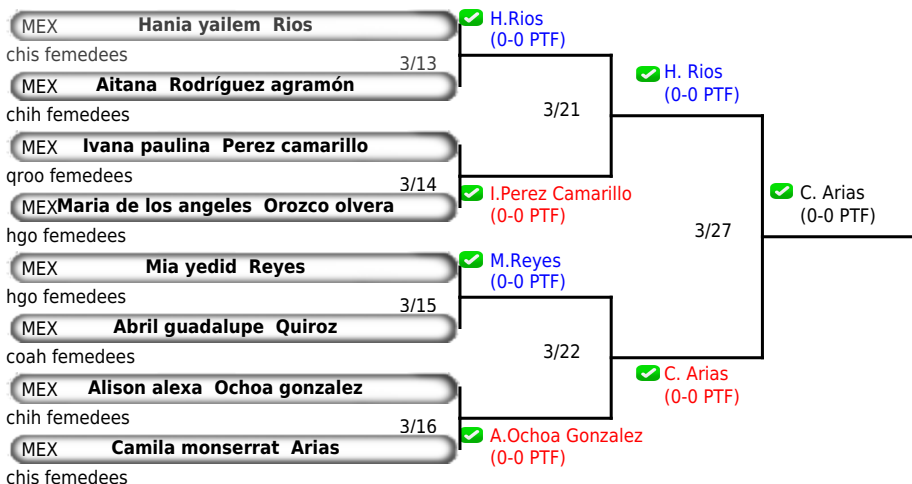 MEX Hania yailem Rios
H.Rios
(0-0 PTF)
chis femedees
3/13
MEX Aitana Rodríguez agramón
chih femedees
H. Rios
(0-0 PTF)
3/21
MEX Ivana paulina Perez camarillo
qroo femedees
3/14
I.Perez Camarillo
(0-0 PTF)
MEX Maria de los angeles Orozco olvera
hgo femedees
C. Arias
(0-0 PTF)
3/27
MEX Mia yedid Reyes
M.Reyes
(0-0 PTF)
hgo femedees
3/15
MEX Abril guadalupe Quiroz
coah femedees
3/22
C. Arias
(0-0 PTF)
MEX Alison alexa Ochoa gonzalez
chih femedees
3/16
A.Ochoa Gonzalez
(0-0 PTF)
MEX Camila monserrat Arias
chis femedees